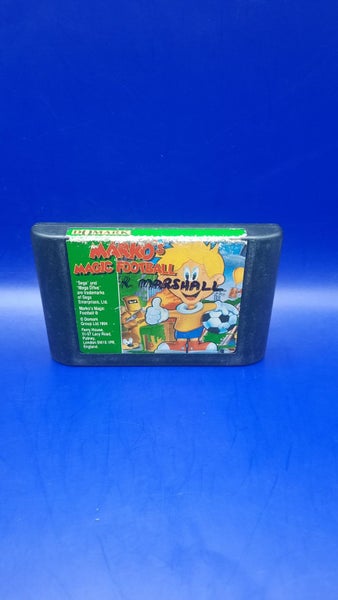 DOMARK
MARKO'S
MAGIC FOOTBALL
R MARSHALL
"Sega" and
"Mega Drive"
are trademarks
of Sega
Enterprises, Ltd.
Marko's Magic
Football ©
© Domark
Group Ltd. 1994
Ferry House,
51-57 Lacy Road,
Putney,
London SW15 1PR,
England.